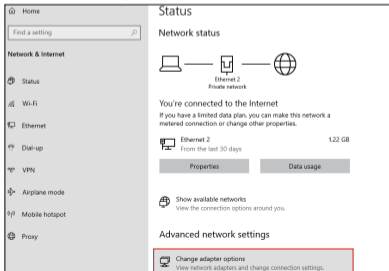 Home
Find a setting
Network & Internet
Status
Wi-Fi
Ethernet
Dial-up
VPN
Airplane mode
Mobile hotspot
Proxy
Status
Network status
Ethernet 2
Private network
You're connected to the Internet
If you have a limited data plan, you can make this network a
metered connection or change other properties.
Ethernet 2
From the last 30 days
1.22 GB
Properties
Data usage
Show available networks
View the connection options around you.
Advanced network settings
Change adapter options
View network adapters and change connection settings.